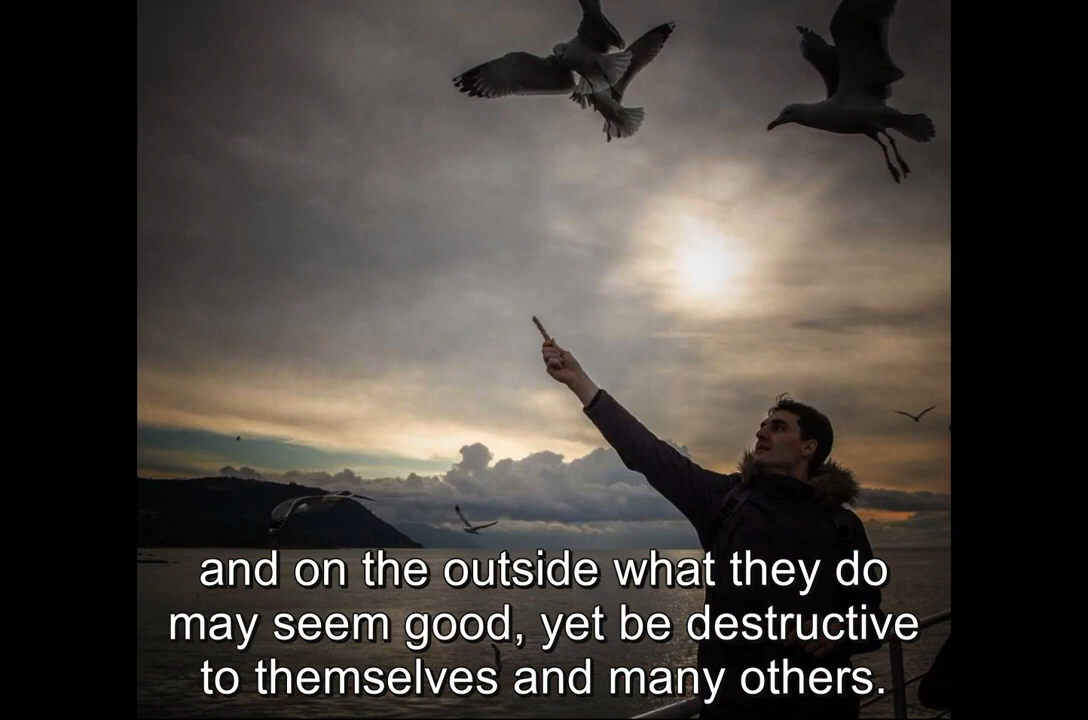 and on the outside what they do
may seem good, yet be destructive
to themselves and many others.